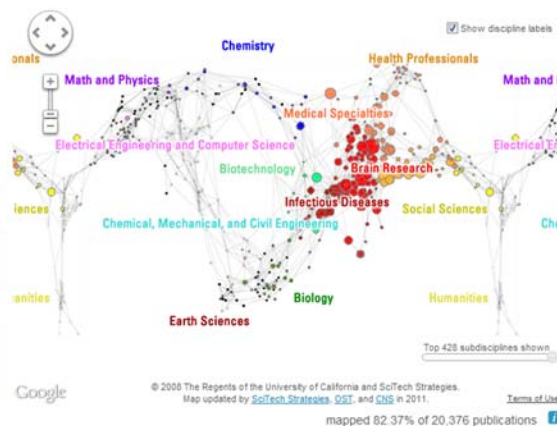 Show discipline labels
Chemistry
onals
Health Professionals
Math and Physics
Math and
Medical Specialties
Electrical Engineering and Computer Science
Electrical En
Biotechnology
Brain Research
Infectious Diseases
ciences
Social Sciences
Chemical, Mechanical, and Civil Engineering
Che
Biology
anities
Humanities
Earth Sciences
Top 428 subdisciplines shown
Google
© 2008 The Regents of the University of California and SciTech Strategies.
Map updated by SciTech Strategies, OST, and CNS in 2011.
Terms of Use
mapped 82.37% of 20,376 publications